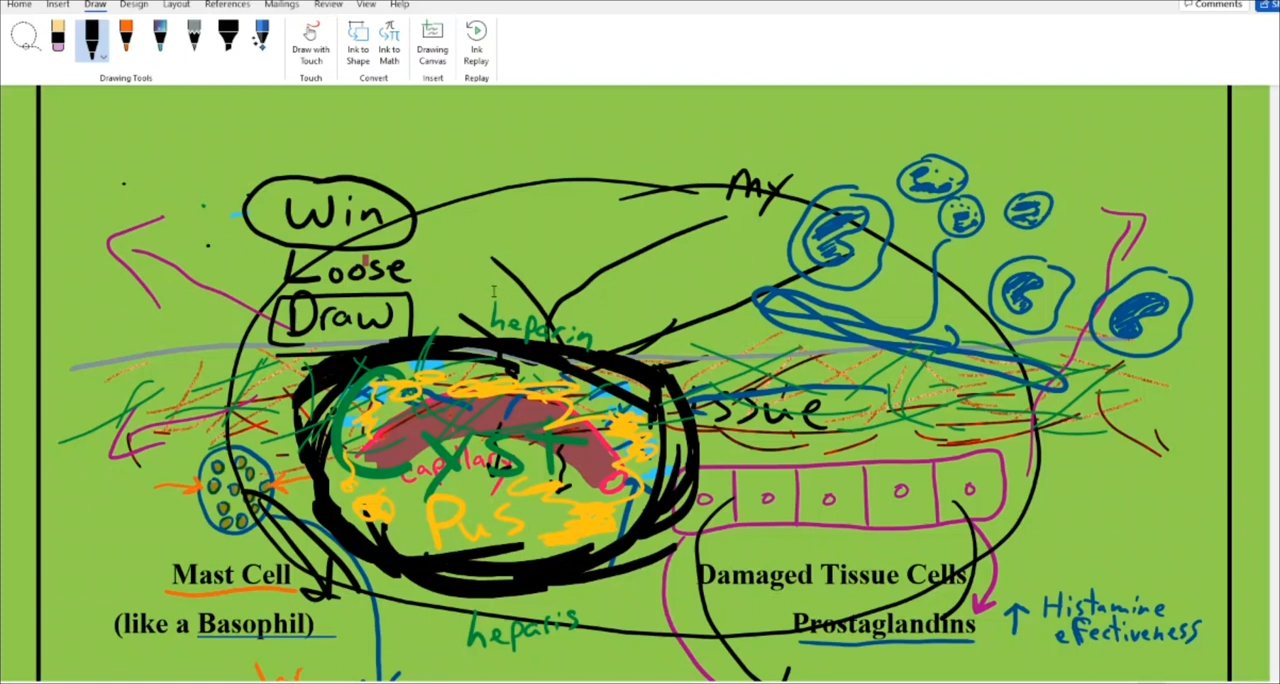 Home Insert Draw Design Layout References Mailings Review View Help
Comments
Draw with Touch
Ink to Shape
Ink to Math
Drawing Canvas
Ink Replay
Drawing Tools Touch Convert Insert Replay
My
Win
Loose
Draw
heparin
Tissue
CYST
capillary
Pus
Mast Cell
Damaged Tissue Cells
(like a Basophil)
heparis
Prostaglandins
↑ Histamine
effectiveness